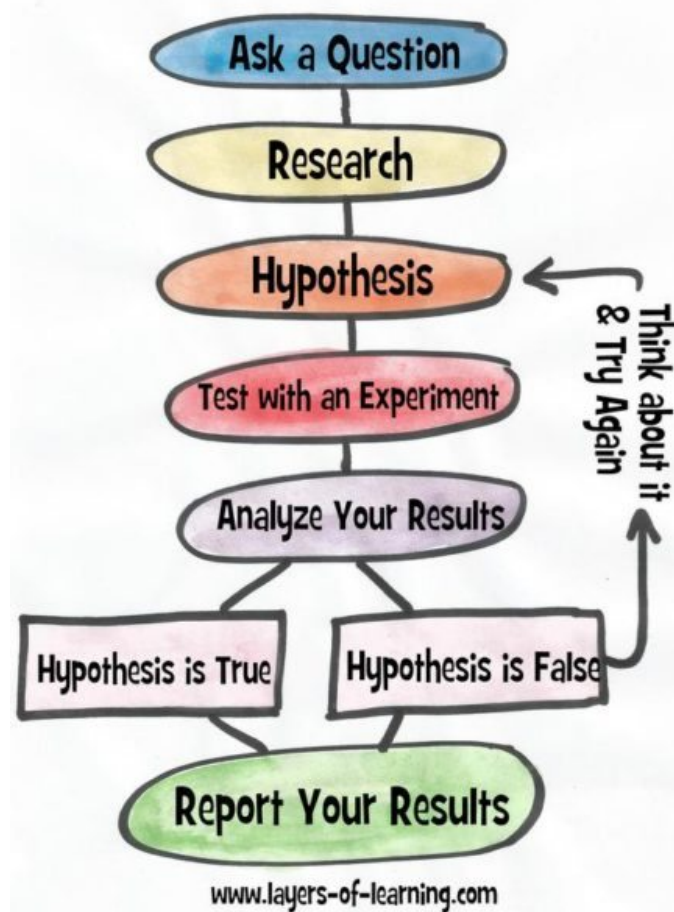 Ask a Question
Research
Hypothesis
Think about it
& Try Again
Test with an Experiment
Analyze Your Results
Hypothesis is True
Hypothesis is False
Report Your Results
www.layers-of-learning.com